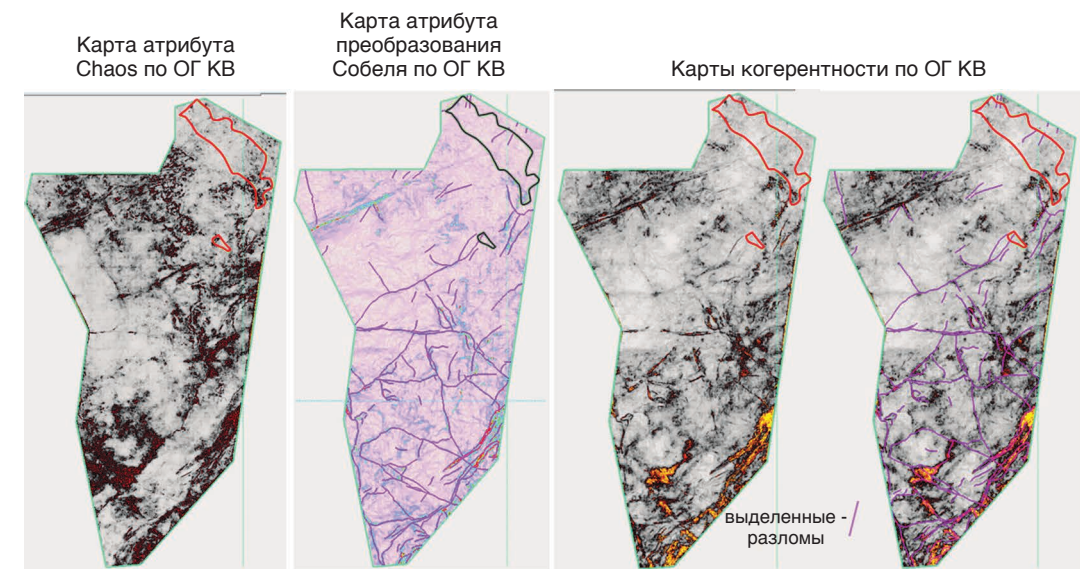 Карта атрибута
Chaos по ОГ КВ
Карта атрибута
преобразования
Собеля по ОГ КВ
Карты когерентности по ОГ КВ
выделенные -
разломы